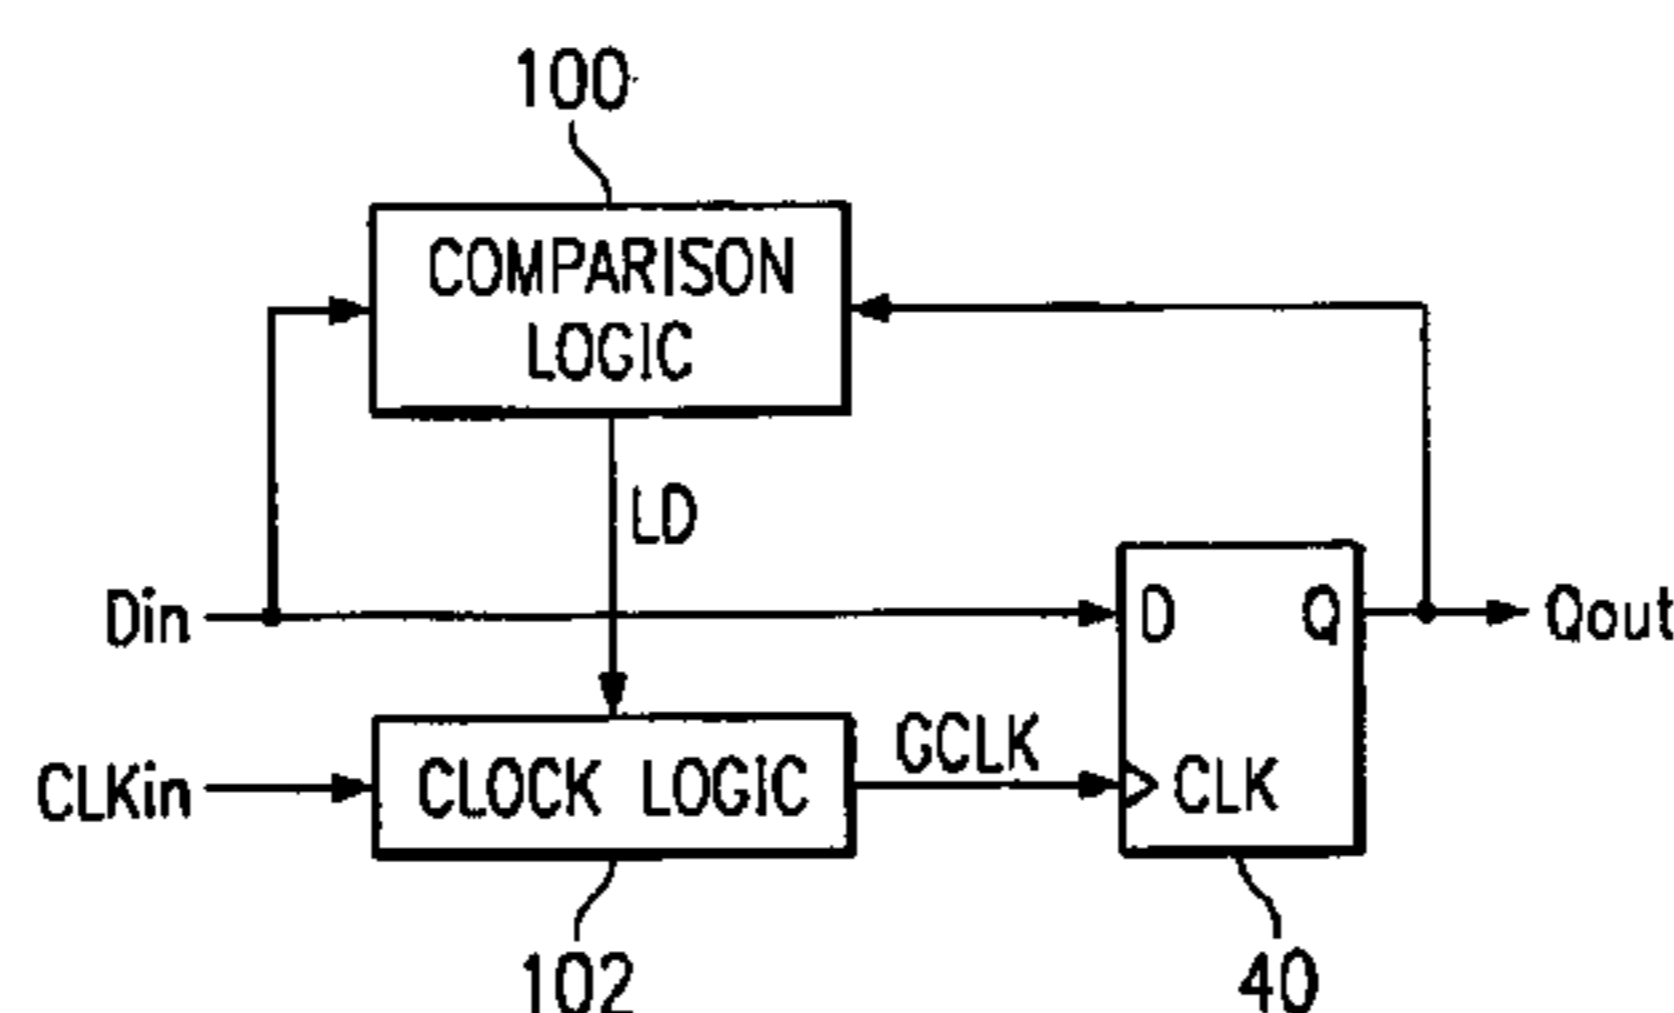 100
COMPARISON
LOGIC
LD
Din
D
Q
Qout
CLKin
CLOCK LOGIC
GCLK
CLK
102
40